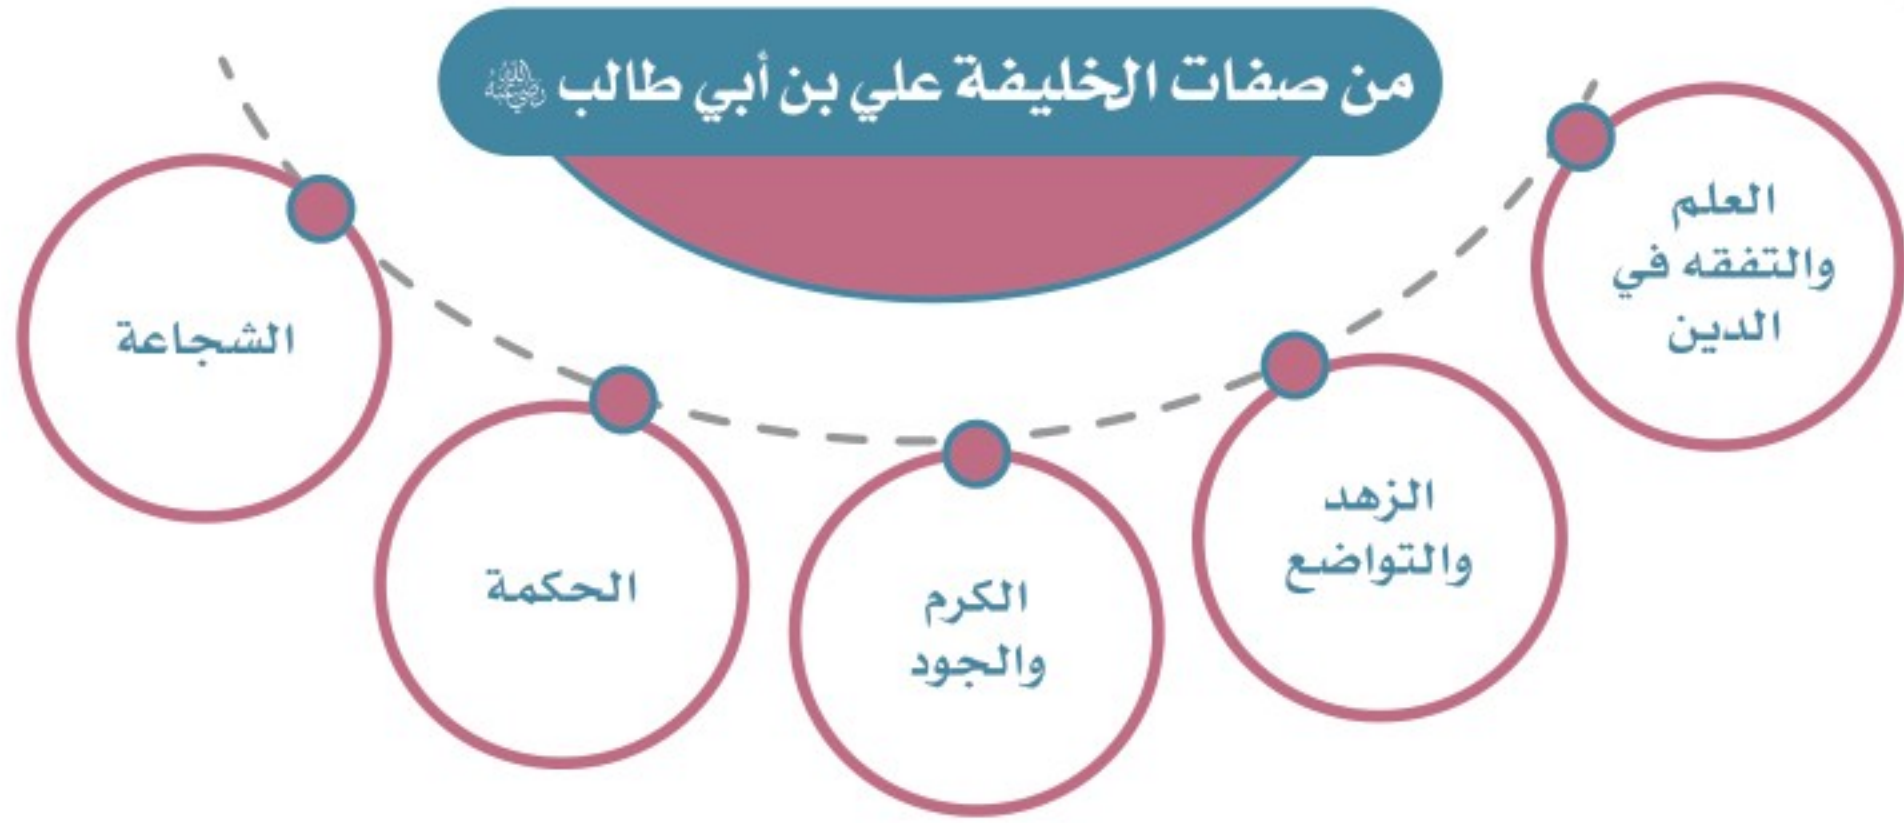 من صفات الخليفة علي بن أبي طالب رضي الله عنه
العلم
والتفقه في
الدين
الزهد
والتواضع
الكرم
والجود
الحكمة
الشجاعة